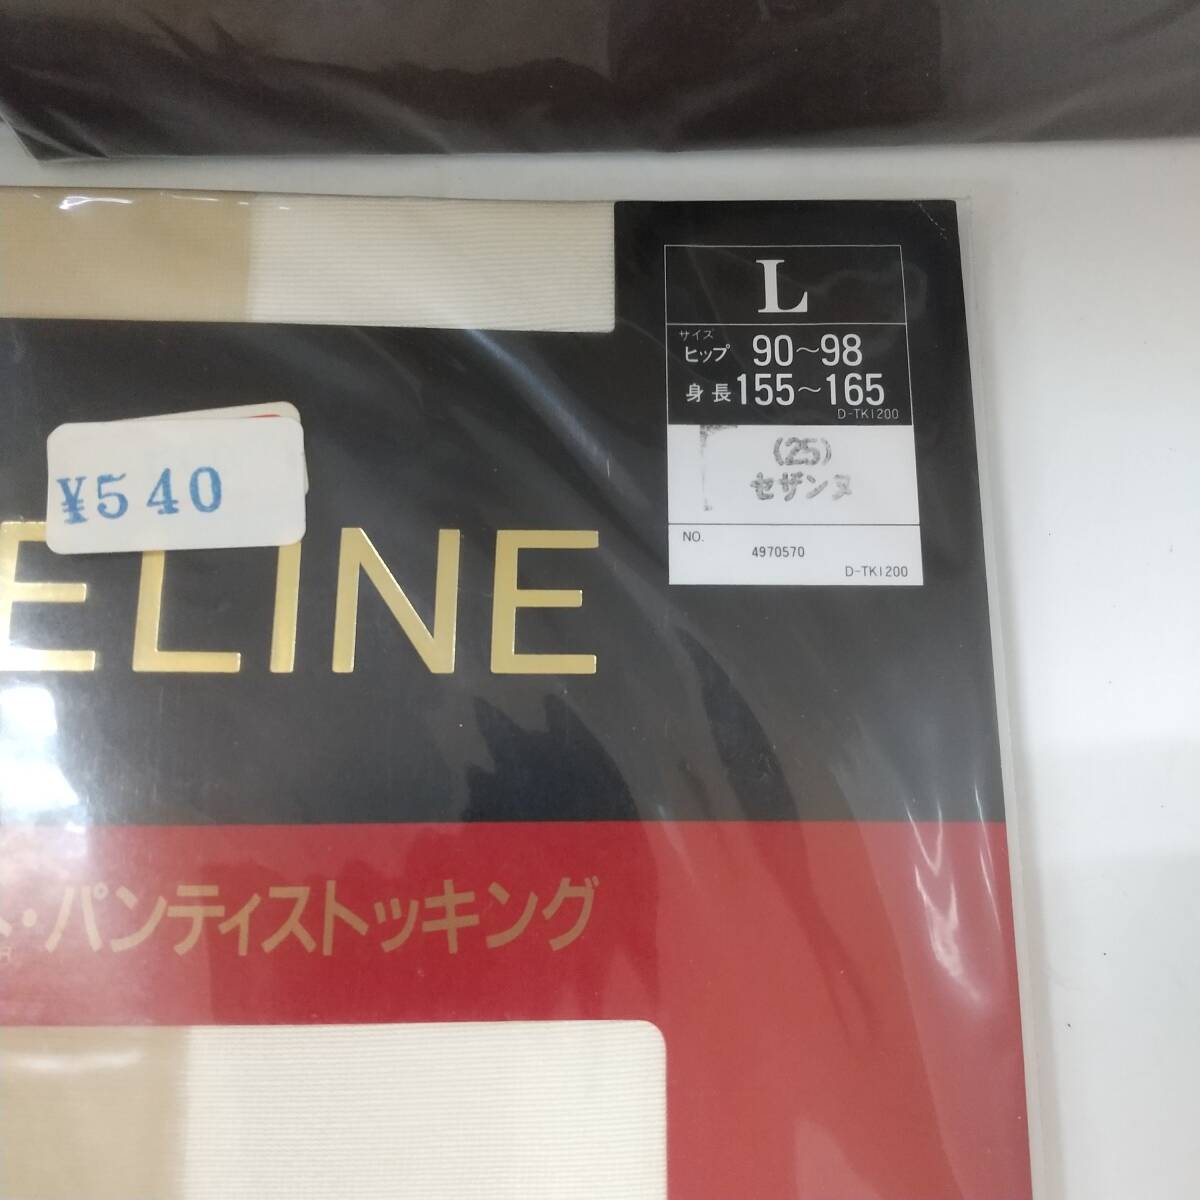 L
サイズ
ヒップ 90~98
身長 155~165
D-TK1200
(25)
セザンヌ
NO.
4970570
D-TK1200
¥540
ELINE
・パンティストッキング